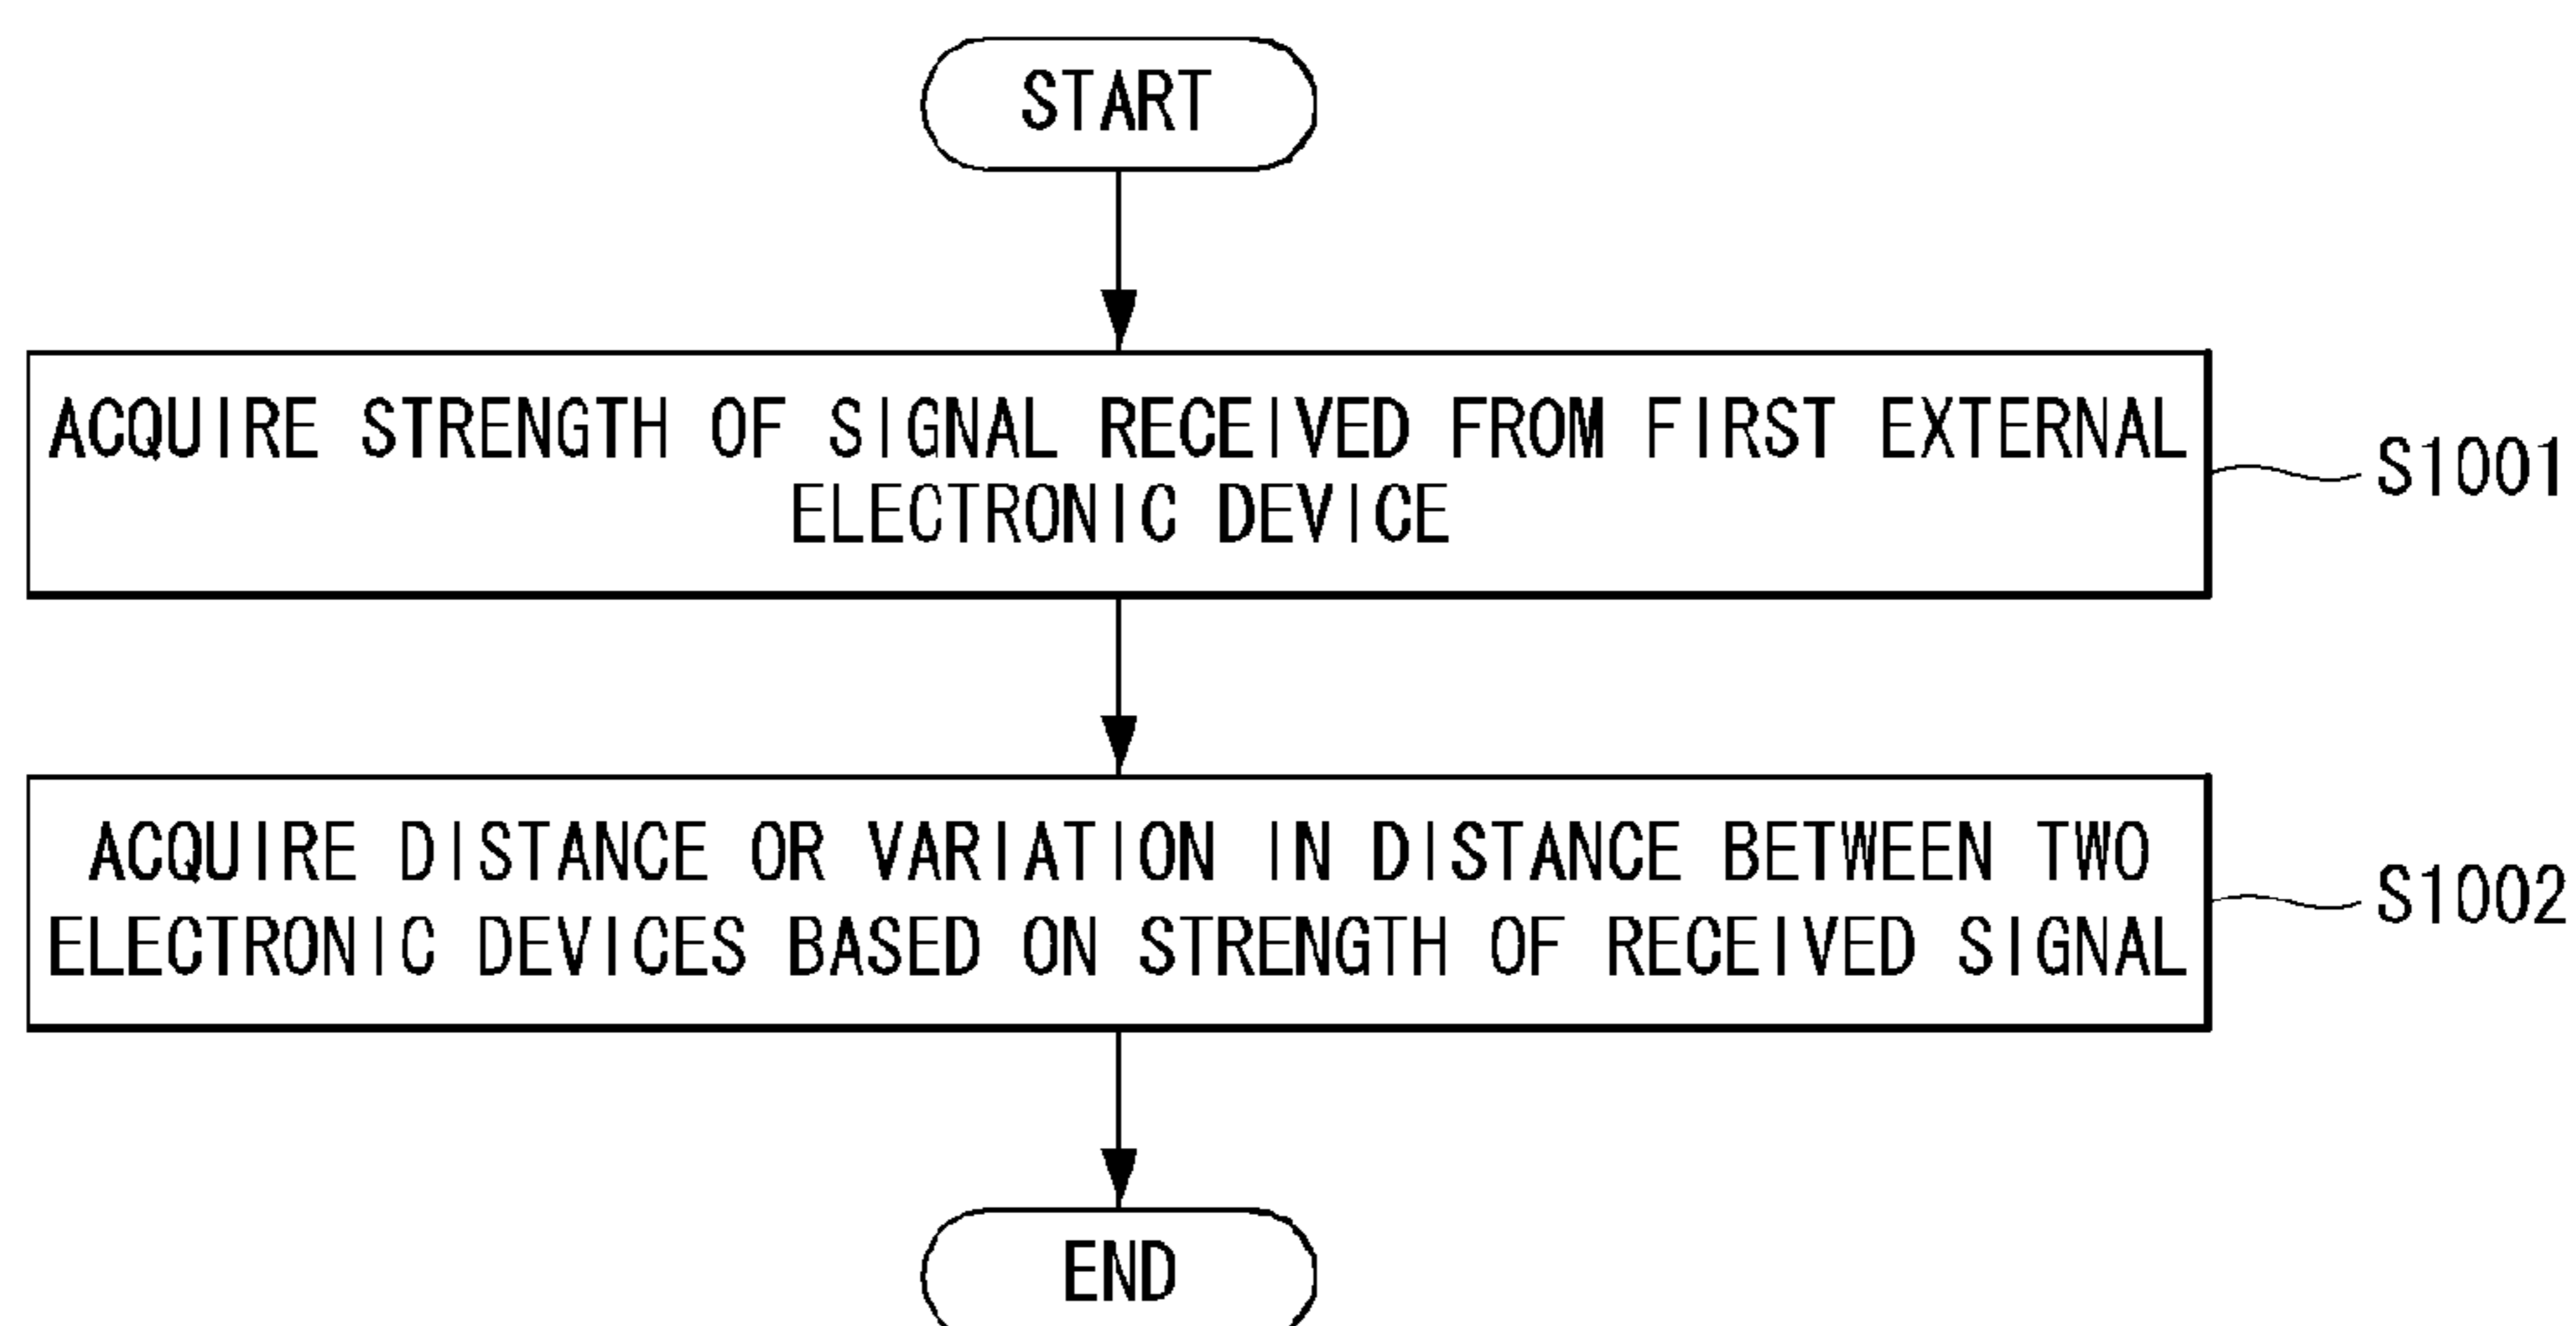 START
ACQUIRE STRENGTH OF SIGNAL RECEIVED FROM FIRST EXTERNAL
ELECTRONIC DEVICE
S1001
ACQUIRE DISTANCE OR VARIATION IN DISTANCE BETWEEN TWO
ELECTRONIC DEVICES BASED ON STRENGTH OF RECEIVED SIGNAL
S1002
END